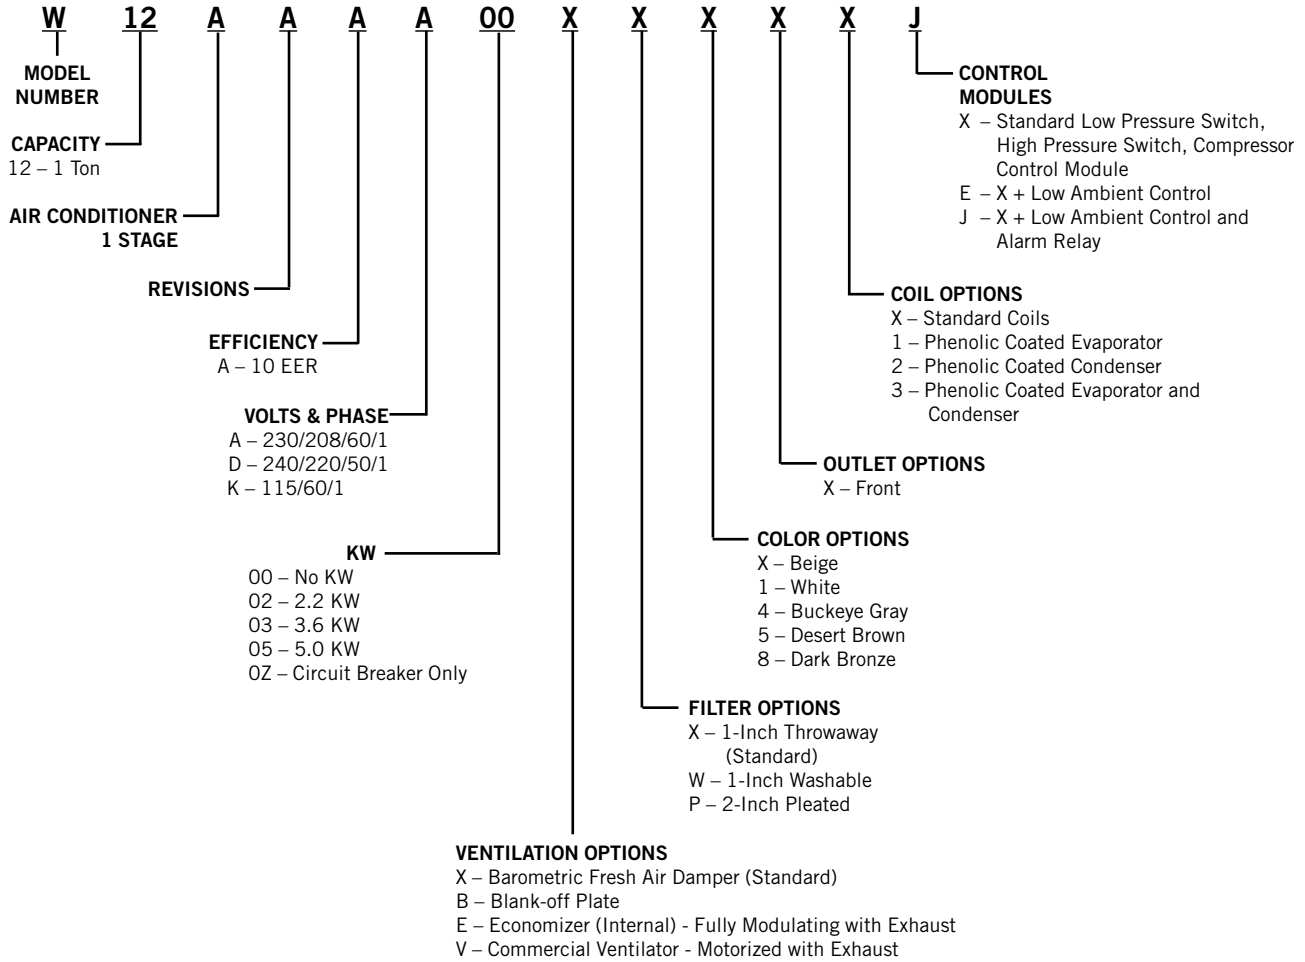 W 12 A A A A 00 X X X X X J
MODEL
NUMBER
CAPACITY
12 – 1 Ton
AIR CONDITIONER
1 STAGE
REVISIONS
EFFICIENCY
A – 10 EER
VOLTS & PHASE
A – 230/208/60/1
D – 240/220/50/1
K – 115/60/1
KW
00 – No KW
02 – 2.2 KW
03 – 3.6 KW
05 – 5.0 KW
0Z – Circuit Breaker Only
VENTILATION OPTIONS
X – Barometric Fresh Air Damper (Standard)
B – Blank-off Plate
E – Economizer (Internal) - Fully Modulating with Exhaust
V – Commercial Ventilator - Motorized with Exhaust
FILTER OPTIONS
X – 1-Inch Throwaway
(Standard)
W – 1-Inch Washable
P – 2-Inch Pleated
COLOR OPTIONS
X – Beige
1 – White
4 – Buckeye Gray
5 – Desert Brown
8 – Dark Bronze
OUTLET OPTIONS
X – Front
COIL OPTIONS
X – Standard Coils
1 – Phenolic Coated Evaporator
2 – Phenolic Coated Condenser
3 – Phenolic Coated Evaporator and
Condenser
CONTROL
MODULES
X – Standard Low Pressure Switch,
High Pressure Switch, Compressor
Control Module
E – X + Low Ambient Control
J – X + Low Ambient Control and
Alarm Relay